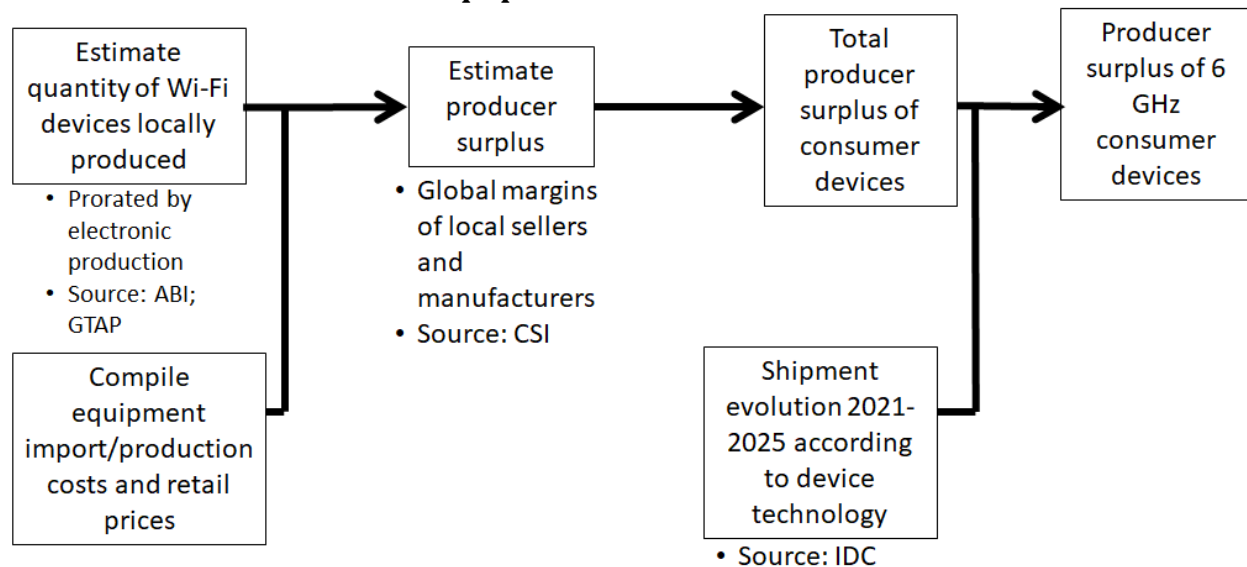 Estimate
quantity of Wi-Fi
devices locally
produced
• Prorated by
electronic
production
• Source: ABI;
GTAP
Compile
equipment
import/production
costs and retail
prices
Estimate
producer
surplus
• Global margins
of local sellers
and
manufacturers
• Source: CSI
Total
producer
surplus of
consumer
devices
Shipment
evolution 2021-
2025 according
to device
technology
• Source: IDC
Producer
surplus of 6
GHz
consumer
devices